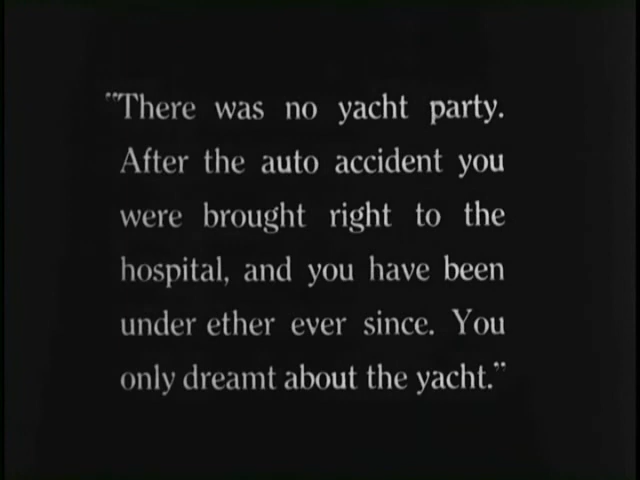 "There was no yacht party.
After the auto accident you
were brought right to the
hospital, and you have been
under ether ever since. You
only dreamt about the yacht."